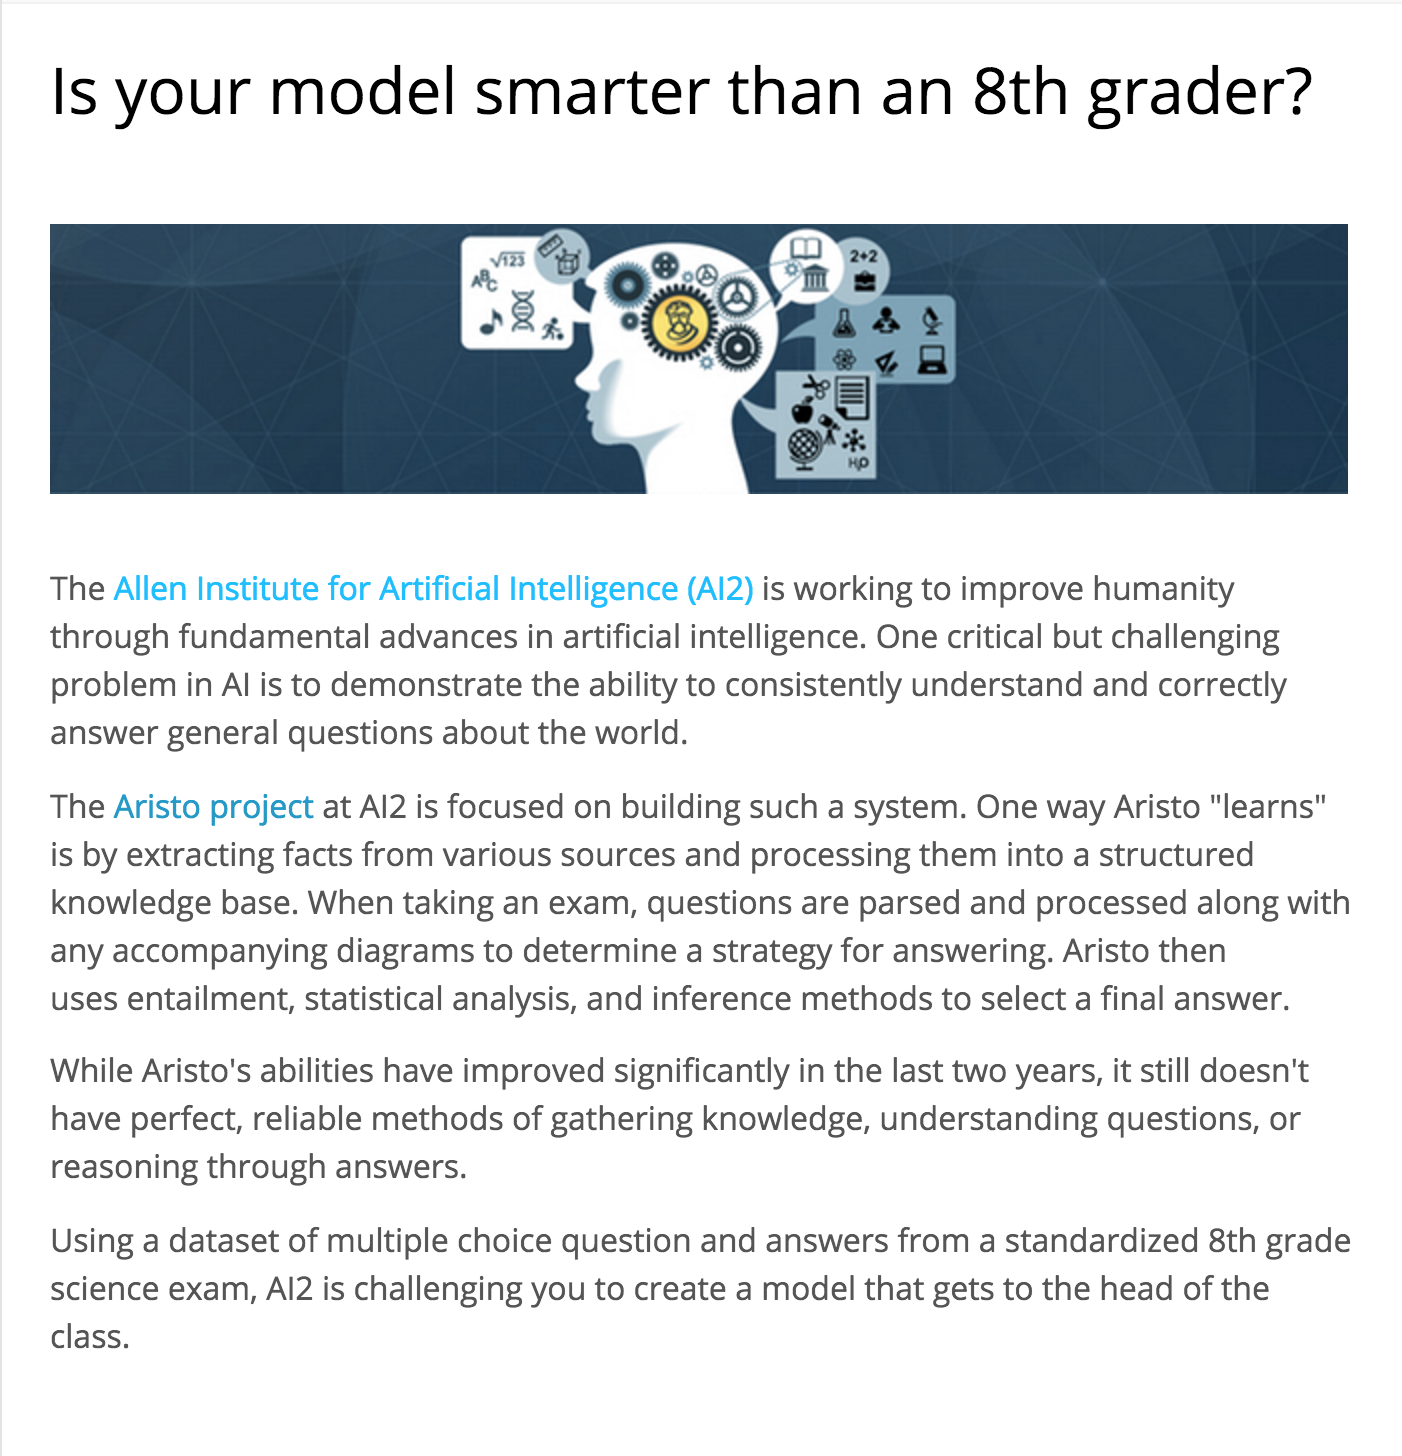 Is your model smarter than an 8th grader?
√123
ABC
2+2
H2O
The Allen Institute for Artificial Intelligence (AI2) is working to improve humanity
through fundamental advances in artificial intelligence. One critical but challenging
problem in AI is to demonstrate the ability to consistently understand and correctly
answer general questions about the world.
The Aristo project at AI2 is focused on building such a system. One way Aristo "learns"
is by extracting facts from various sources and processing them into a structured
knowledge base. When taking an exam, questions are parsed and processed along with
any accompanying diagrams to determine a strategy for answering. Aristo then
uses entailment, statistical analysis, and inference methods to select a final answer.
While Aristo's abilities have improved significantly in the last two years, it still doesn't
have perfect, reliable methods of gathering knowledge, understanding questions, or
reasoning through answers.
Using a dataset of multiple choice question and answers from a standardized 8th grade
science exam, AI2 is challenging you to create a model that gets to the head of the
class.